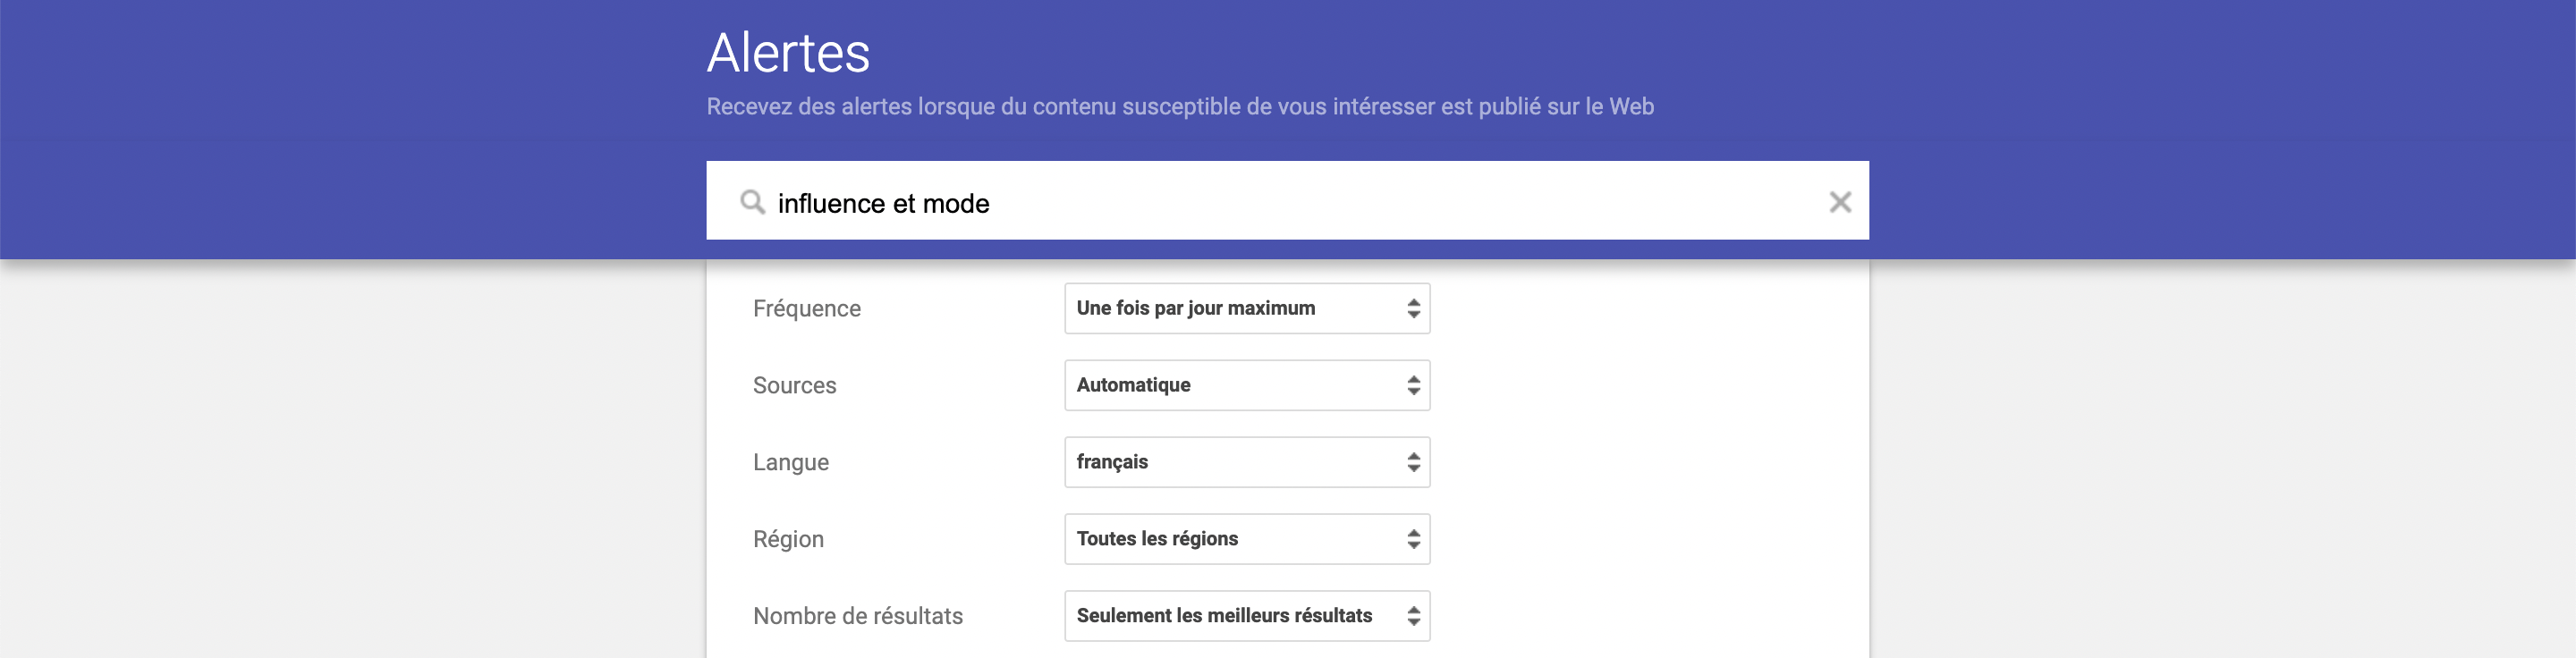 Alertes
Recevez des alertes lorsque du contenu susceptible de vous intéresser est publié sur le Web
influence et mode
Fréquence Une fois par jour maximum
Sources Automatique
Langue français
Région Toutes les régions
Nombre de résultats Seulement les meilleurs résultats